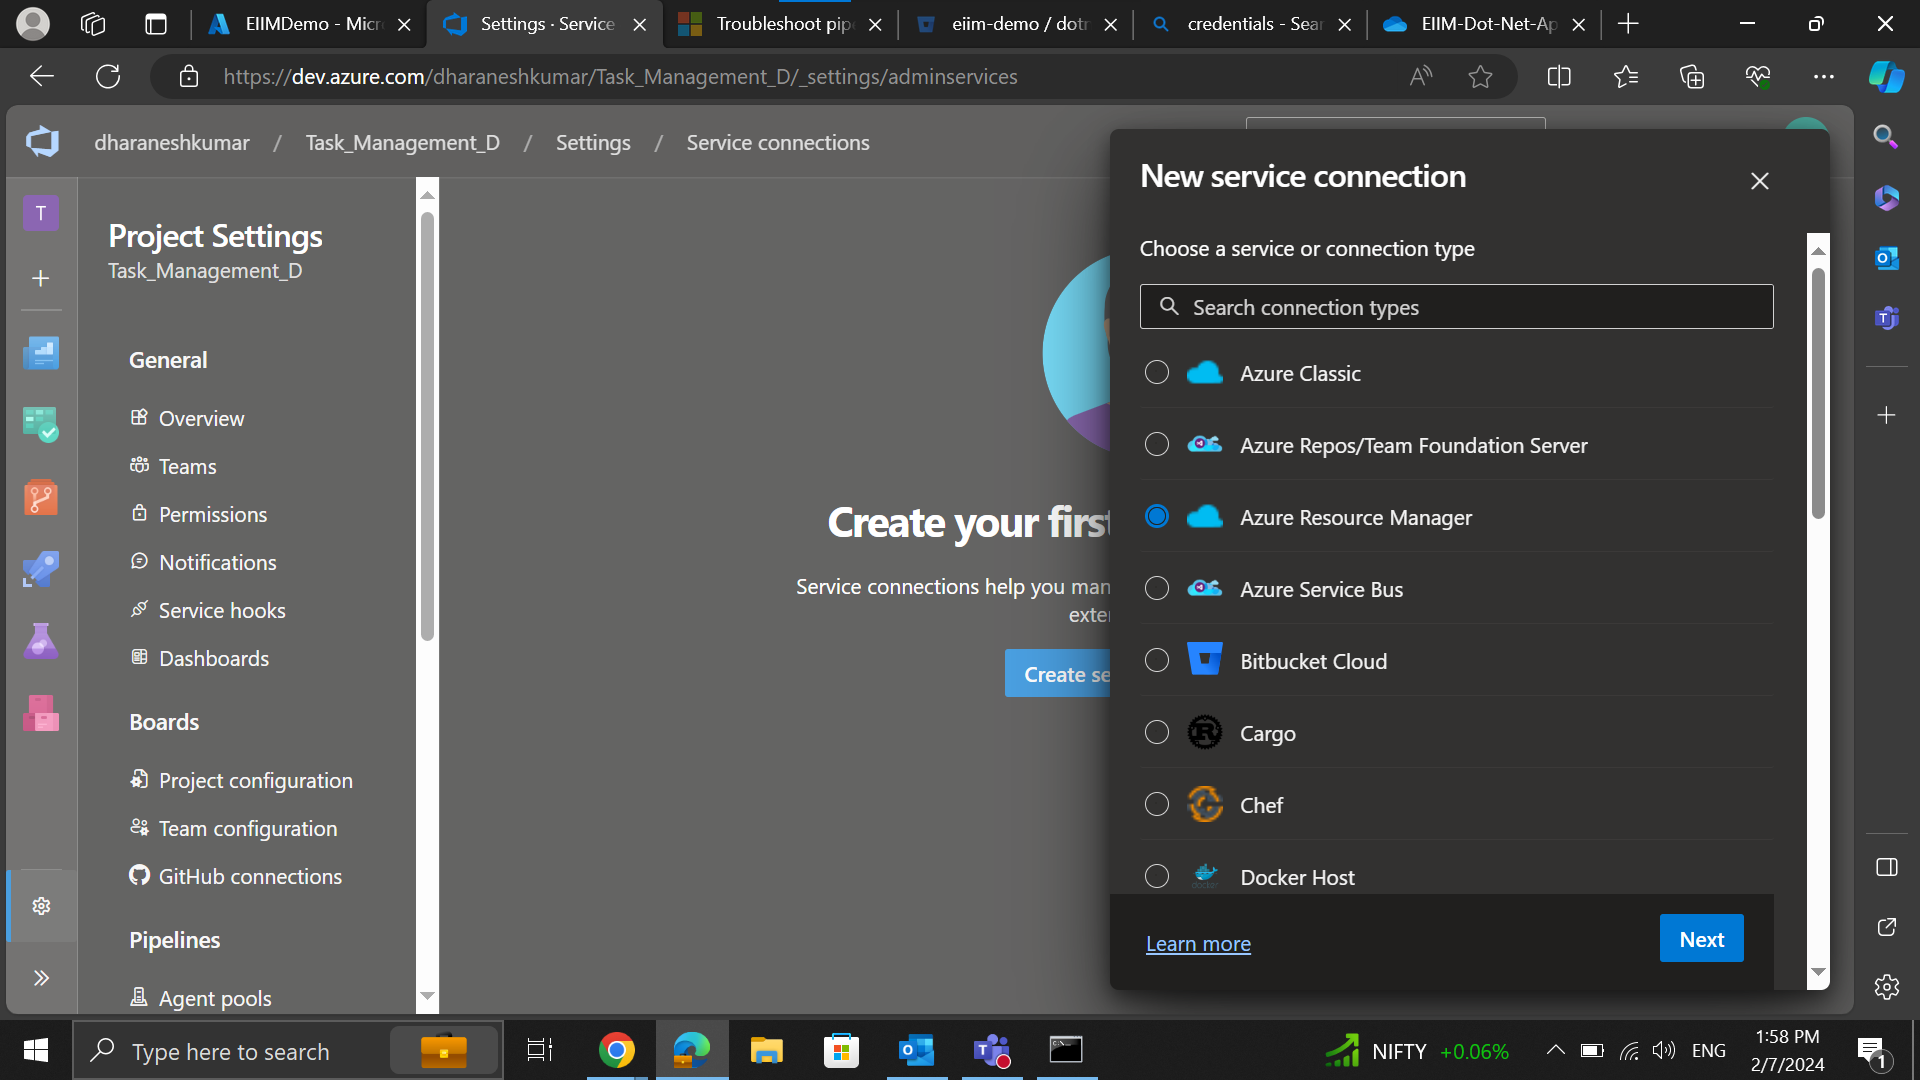 EIIMDemo - Micr
Settings · Service
Troubleshoot pip
eiim-demo / dotn
credentials - Sear
EIIM-Dot-Net-Ap
https://dev.azure.com/dharaneshkumar/Task_Management_D/_settings/adminservices
dharaneshkumar / Task_Management_D / Settings / Service connections
T
Project Settings
Task_Management_D
General
Overview
Teams
Permissions
Notifications
Service hooks
Dashboards
Boards
Project configuration
Team configuration
GitHub connections
Pipelines
Agent pools
Create your first
Service connections help you man
exter
Create se
New service connection
Choose a service or connection type
Search connection types
Azure Classic
Azure Repos/Team Foundation Server
Azure Resource Manager
Azure Service Bus
Bitbucket Cloud
Cargo
Chef
Docker Host
Learn more
Next
Type here to search
NIFTY +0.06%
ENG
1:58 PM
2/7/2024
1